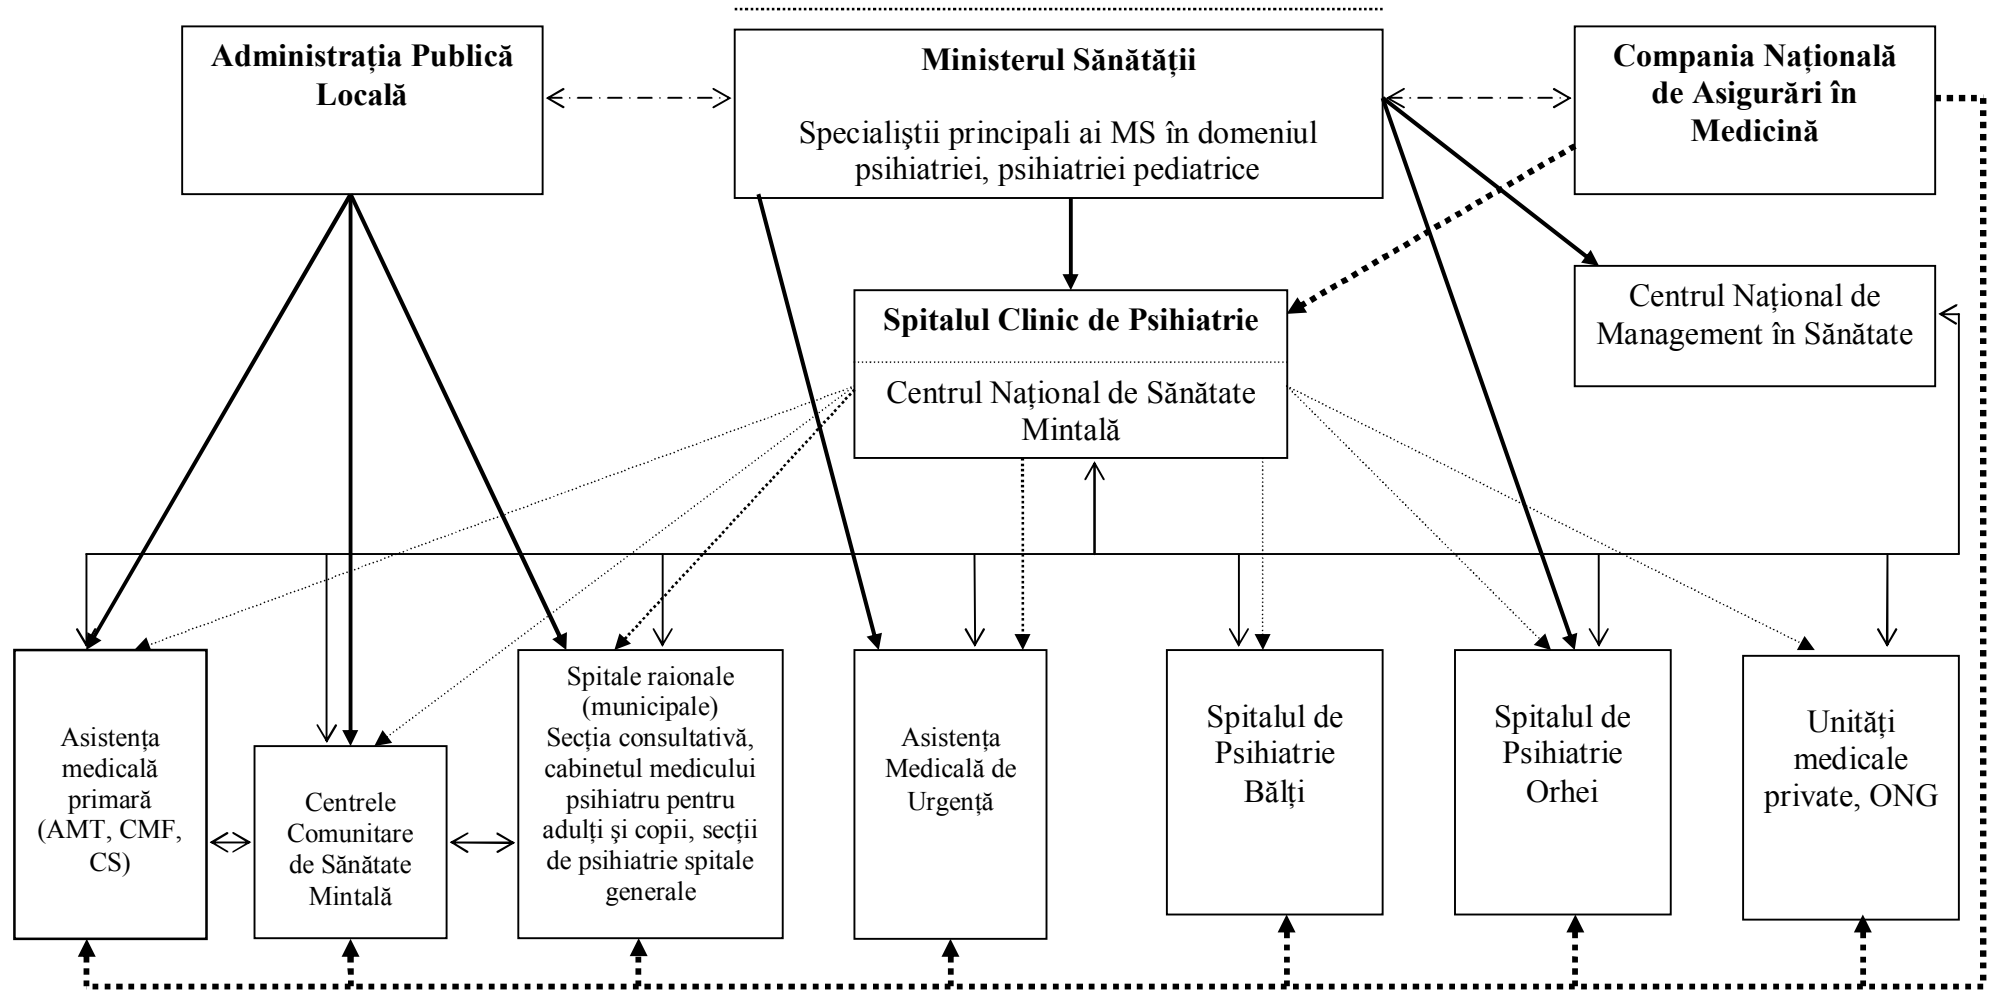 Administrația Publică
Locală
Ministerul Sănătății
Specialiştii principali ai MS în domeniul
psihiatriei, psihiatriei pediatrice
Compania Națională
de Asigurări în
Medicină
Spitalul Clinic de Psihiatrie
Centrul Național de Sănătate
Mintală
Centrul Național de
Management în Sănătate
Asistența
medicală
primară
(AMT, CMF,
CS)
Centrele
Comunitare
de Sănătate
Mintală
Spitale raionale
(municipale)
Secția consultativă,
cabinetul medicului
psihiatru pentru
adulți şi copii, secții
de psihiatrie spitale
generale
Asistența
Medicală de
Urgență
Spitalul de
Psihiatrie
Bălți
Spitalul de
Psihiatrie
Orhei
Unități
medicale
private, ONG